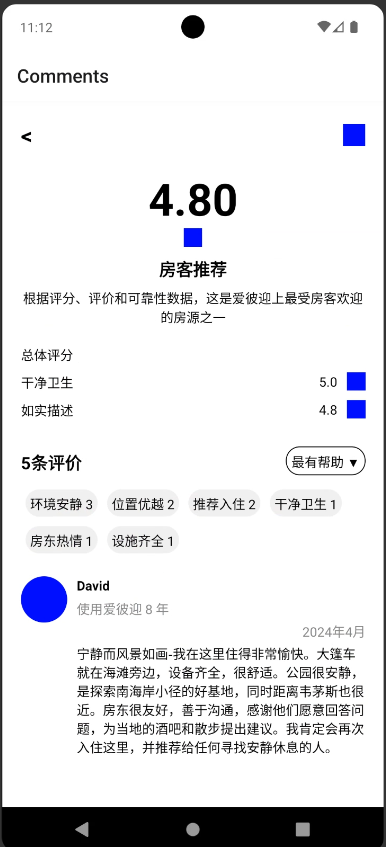 11:12
Comments
<
4.80
房客推荐
根据评分、评价和可靠性数据，这是爱彼迎上最受房客欢迎
的房源之一
总体评分
干净卫生 5.0
如实描述 4.8
5条评价 最有帮助 ▼
环境安静 3 位置优越 2 推荐入住 2 干净卫生 1
房东热情 1 设施齐全 1
David
使用爱彼迎 8 年
2024年4月
宁静而风景如画-我在这里住得非常愉快。大篷车
就在海滩旁边，设备齐全，很舒适。公园很安静，
是探索南海岸小径的好基地，同时距离韦茅斯也很
近。房东很友好，善于沟通，感谢他们愿意回答问
题，为当地的酒吧和散步提出建议。我肯定会再次
入住这里，并推荐给任何寻找安静休息的人。